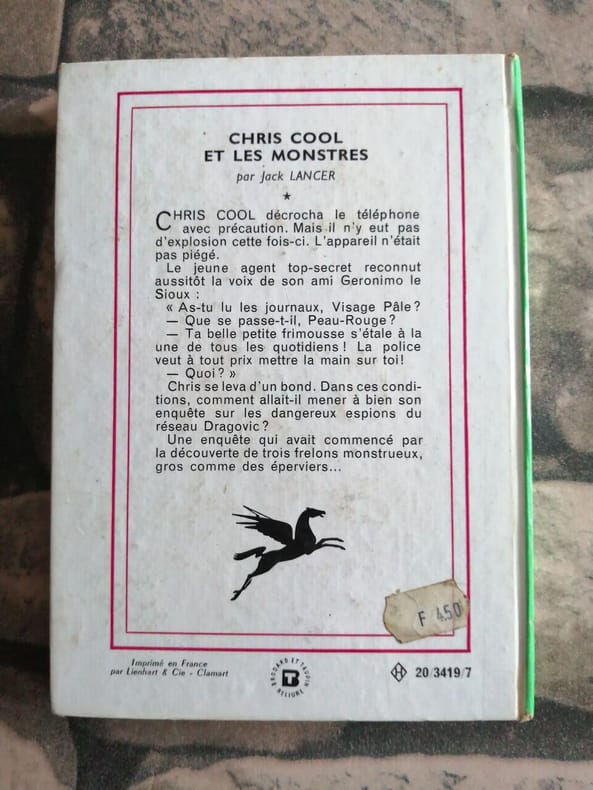 CHRIS COOL
ET LES MONSTRES
par Jack LANCER
★
CHRIS COOL décrocha le téléphone
avec précaution. Mais il n'y eut pas
d'explosion cette fois-ci. L'appareil n'était
pas piégé.
Le jeune agent top-secret reconnut
aussitôt la voix de son ami Geronimo le
Sioux :
« As-tu lu les journaux, Visage Pâle ?
— Que se passe-t-il, Peau-Rouge ?
— Ta belle petite frimousse s'étale à la
une de tous les quotidiens ! La police
veut à tout prix mettre la main sur toi !
— Quoi ? »
Chris se leva d'un bond. Dans ces condi-
tions, comment allait-il mener à bien son
enquête sur les dangereux espions du
réseau Dragovic ?
Une enquête qui avait commencé par
la découverte de trois frelons monstrueux,
gros comme des éperviers...
F 450
Imprimé en France
par Lienhart & Cie - Clamart
BRODARD ET TAUPIN
RELIURE
H 20/3419/7